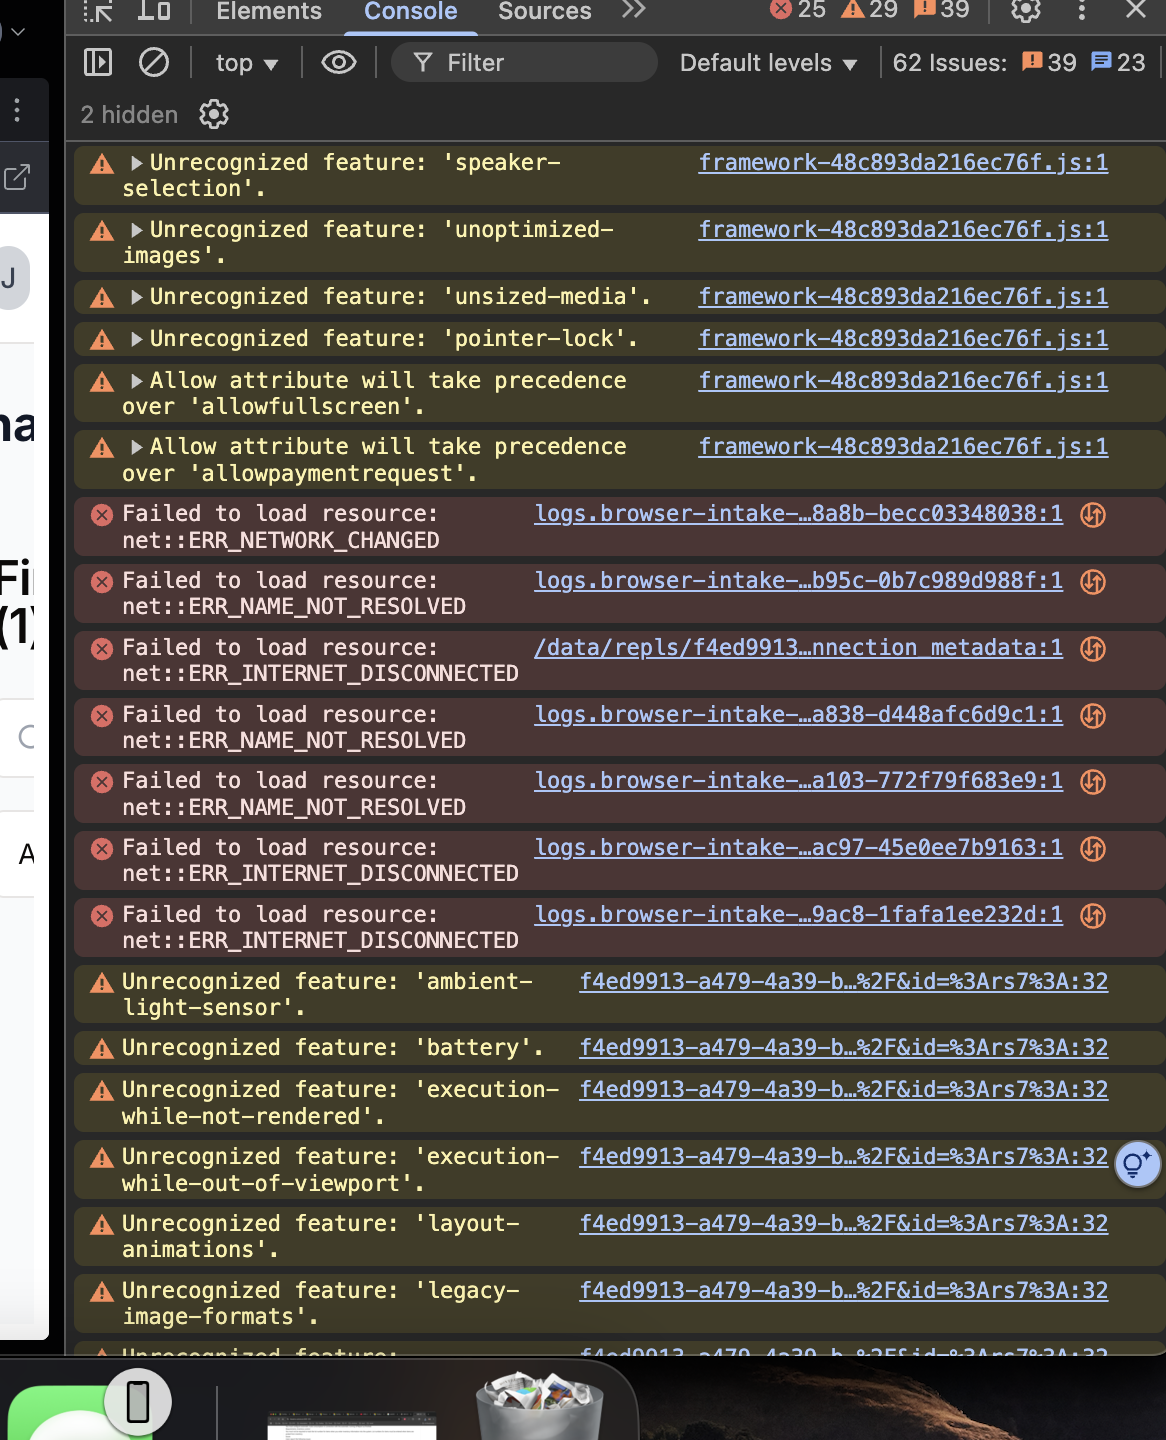 Elements
Console
Sources
25
29
39
top
Filter
Default levels
62 Issues:
39
23
2 hidden
Unrecognized feature: 'speaker-
selection'.
framework-48c893da216ec76f.js:1
Unrecognized feature: 'unoptimized-
images'.
framework-48c893da216ec76f.js:1
Unrecognized feature: 'unsized-media'.
framework-48c893da216ec76f.js:1
Unrecognized feature: 'pointer-lock'.
framework-48c893da216ec76f.js:1
Allow attribute will take precedence
over 'allowfullscreen'.
framework-48c893da216ec76f.js:1
Allow attribute will take precedence
over 'allowpaymentrequest'.
framework-48c893da216ec76f.js:1
Failed to load resource:
net::ERR_NETWORK_CHANGED
logs.browser-intake-…8a8b-becc03348038:1
Failed to load resource:
net::ERR_NAME_NOT_RESOLVED
logs.browser-intake-…b95c-0b7c989d988f:1
Failed to load resource:
net::ERR_INTERNET_DISCONNECTED
/data/repls/f4ed9913…nnection_metadata:1
Failed to load resource:
net::ERR_NAME_NOT_RESOLVED
logs.browser-intake-…a838-d448afc6d9c1:1
Failed to load resource:
net::ERR_NAME_NOT_RESOLVED
logs.browser-intake-…a103-772f79f683e9:1
Failed to load resource:
net::ERR_INTERNET_DISCONNECTED
logs.browser-intake-…ac97-45e0ee7b9163:1
Failed to load resource:
net::ERR_INTERNET_DISCONNECTED
logs.browser-intake-…9ac8-1fafa1ee232d:1
Unrecognized feature: 'ambient-
light-sensor'.
f4ed9913-a479-4a39-b…%2F&id=%3Ars7%3A:32
Unrecognized feature: 'battery'.
f4ed9913-a479-4a39-b…%2F&id=%3Ars7%3A:32
Unrecognized feature: 'execution-
while-not-rendered'.
f4ed9913-a479-4a39-b…%2F&id=%3Ars7%3A:32
Unrecognized feature: 'execution-
while-out-of-viewport'.
f4ed9913-a479-4a39-b…%2F&id=%3Ars7%3A:32
Unrecognized feature: 'layout-
animations'.
f4ed9913-a479-4a39-b…%2F&id=%3Ars7%3A:32
Unrecognized feature: 'legacy-
image-formats'.
f4ed9913-a479-4a39-b…%2F&id=%3Ars7%3A:32
Unrecognized feature:
f4ed9913-a479-4a39-b…%2F&id=%3Ars7%3A:32
J
(1)